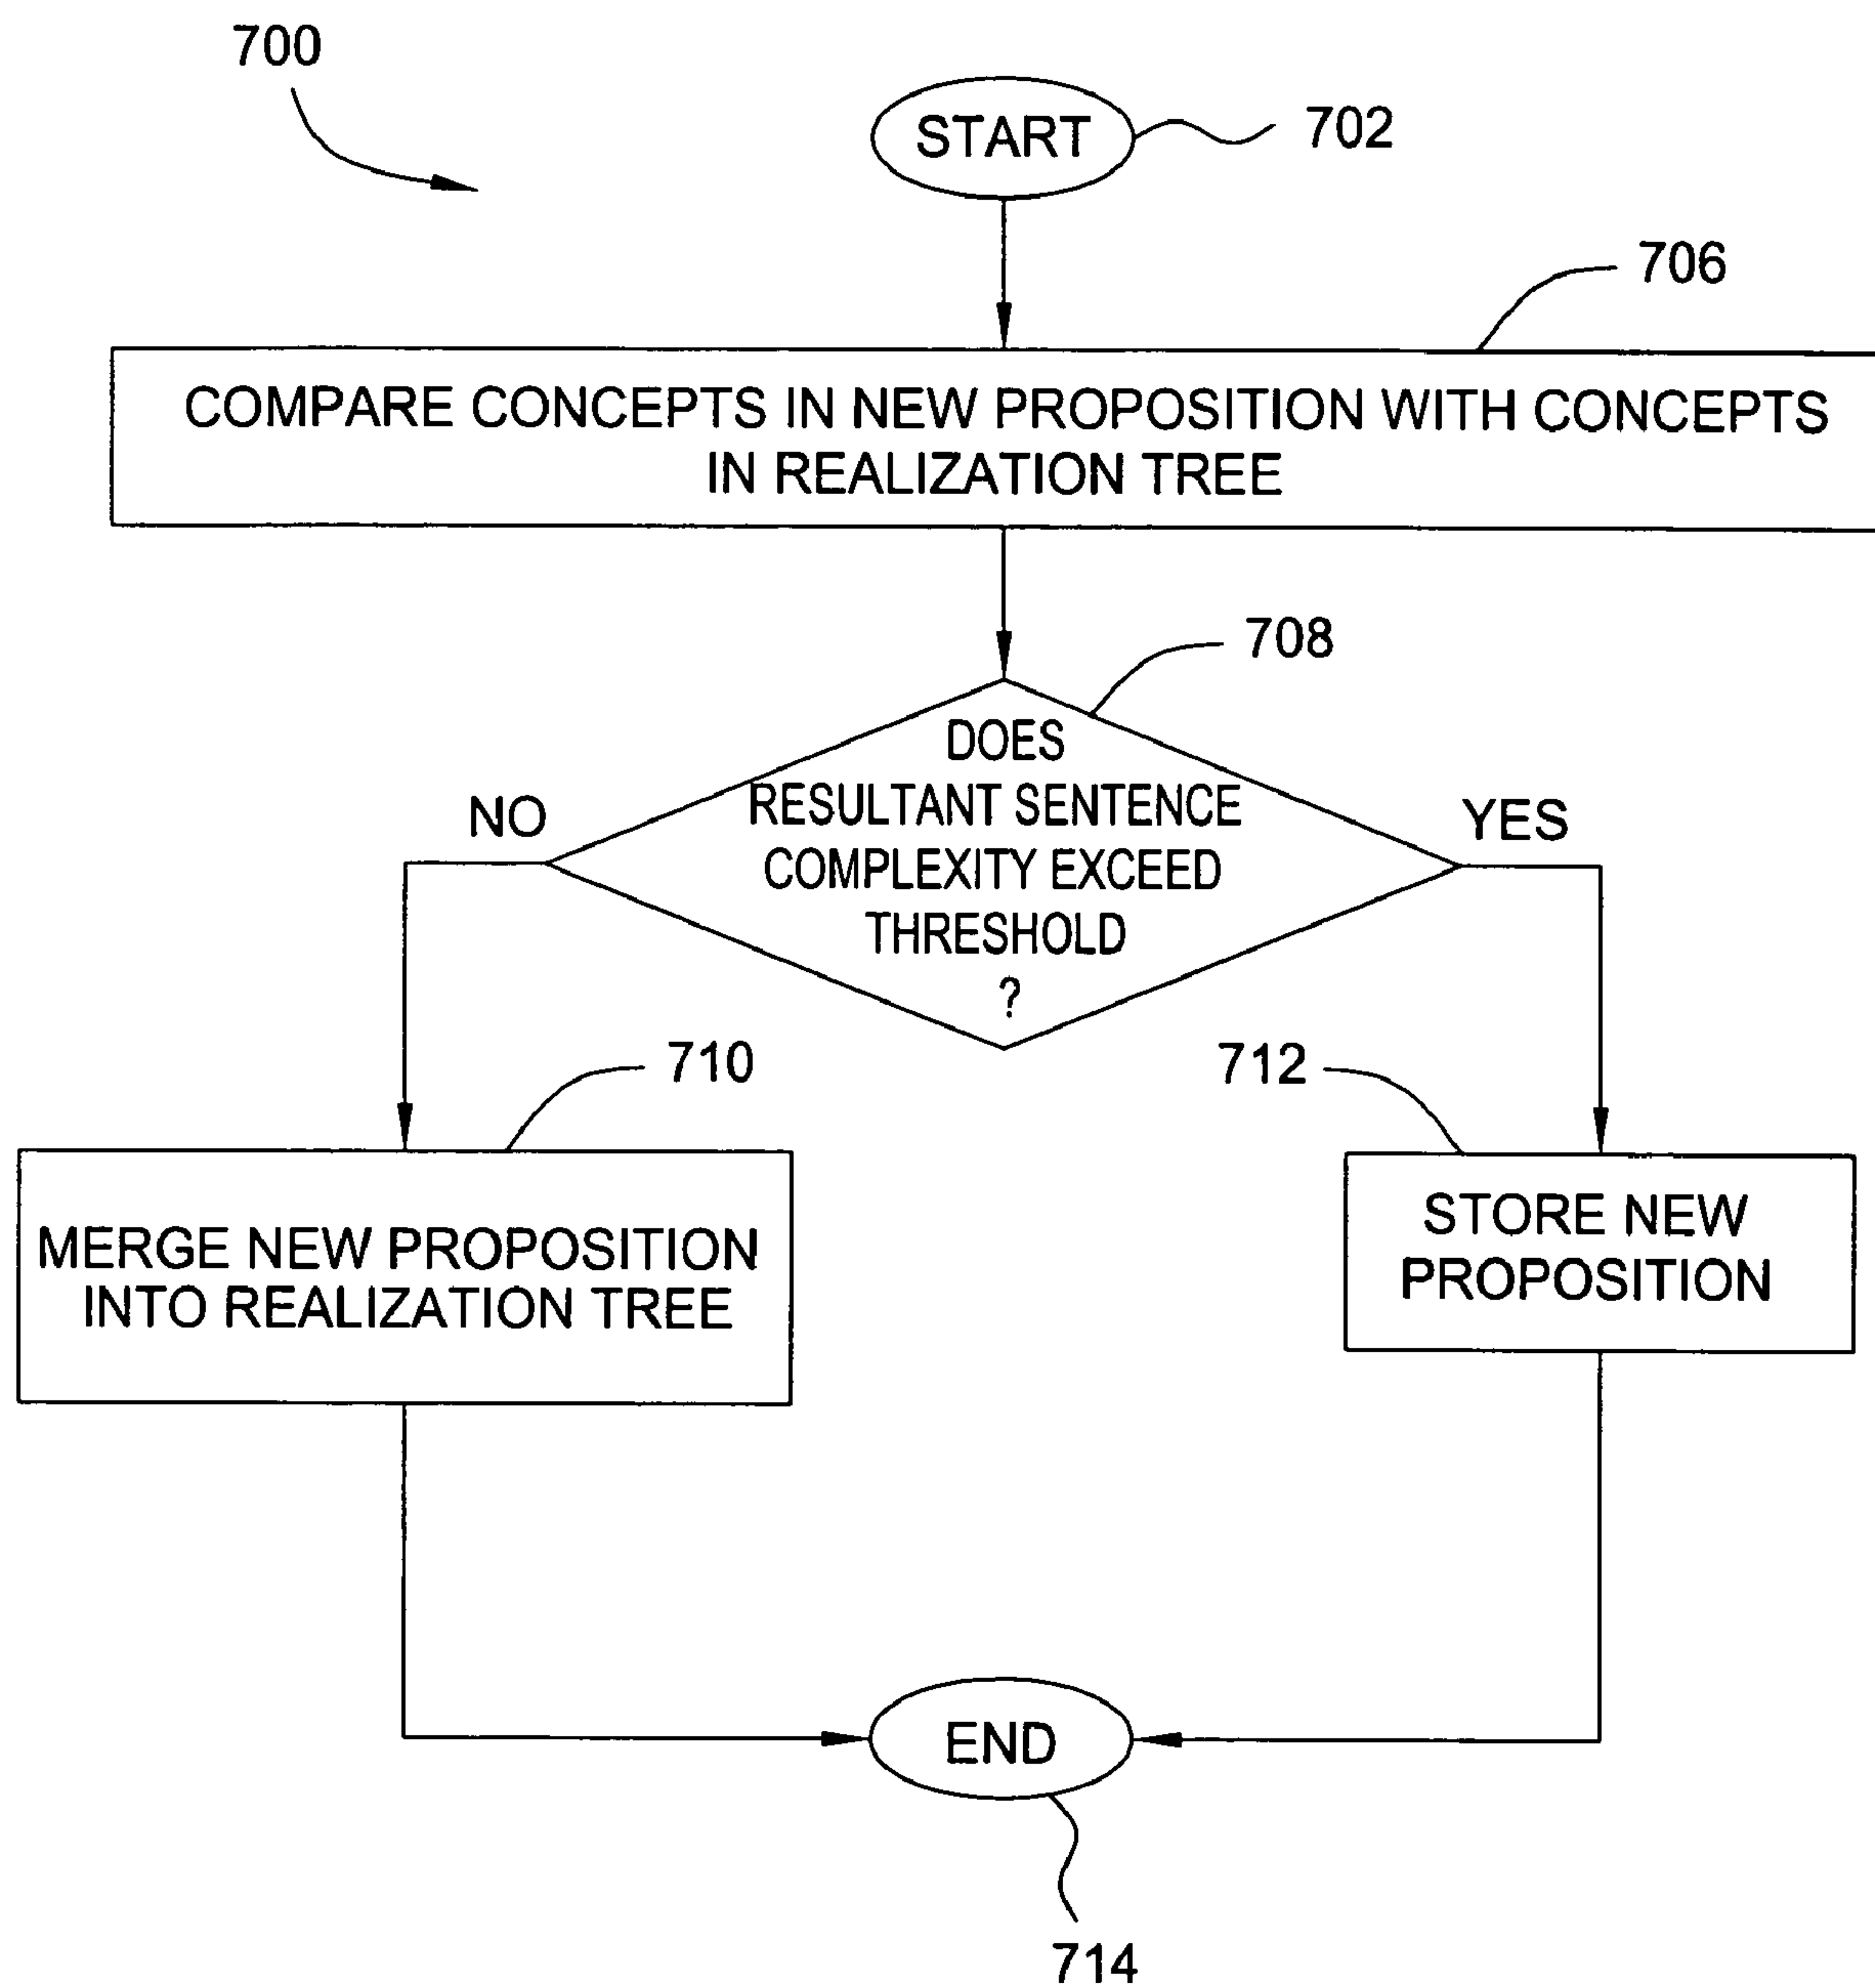 700
START
702
706
COMPARE CONCEPTS IN NEW PROPOSITION WITH CONCEPTS
IN REALIZATION TREE
708
DOES
RESULTANT SENTENCE
COMPLEXITY EXCEED
THRESHOLD
?
NO
YES
710
712
MERGE NEW PROPOSITION
INTO REALIZATION TREE
STORE NEW
PROPOSITION
END
714